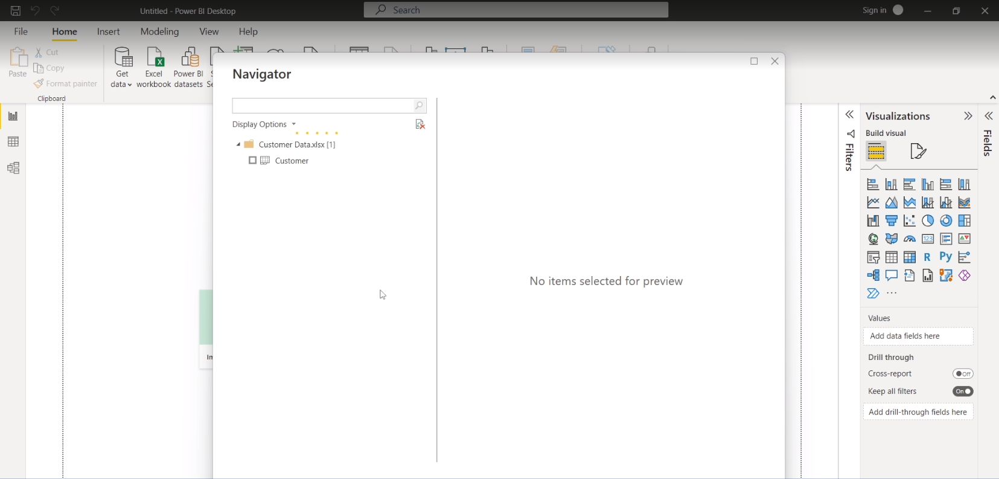 Untitled - Power BI Desktop
Search
Sign in
File Home Insert Modeling View Help
Paste
Cut
Copy
Format painter
Clipboard
Get data
Excel workbook
Power BI datasets
Navigator
Display Options
Customer Data.xlsx [1]
Customer
No items selected for preview
Filters
Visualizations
Build visual
123
R
Py
Values
Add data fields here
Drill through
Cross-report
Off
Keep all filters
On
Add drill-through fields here
Fields